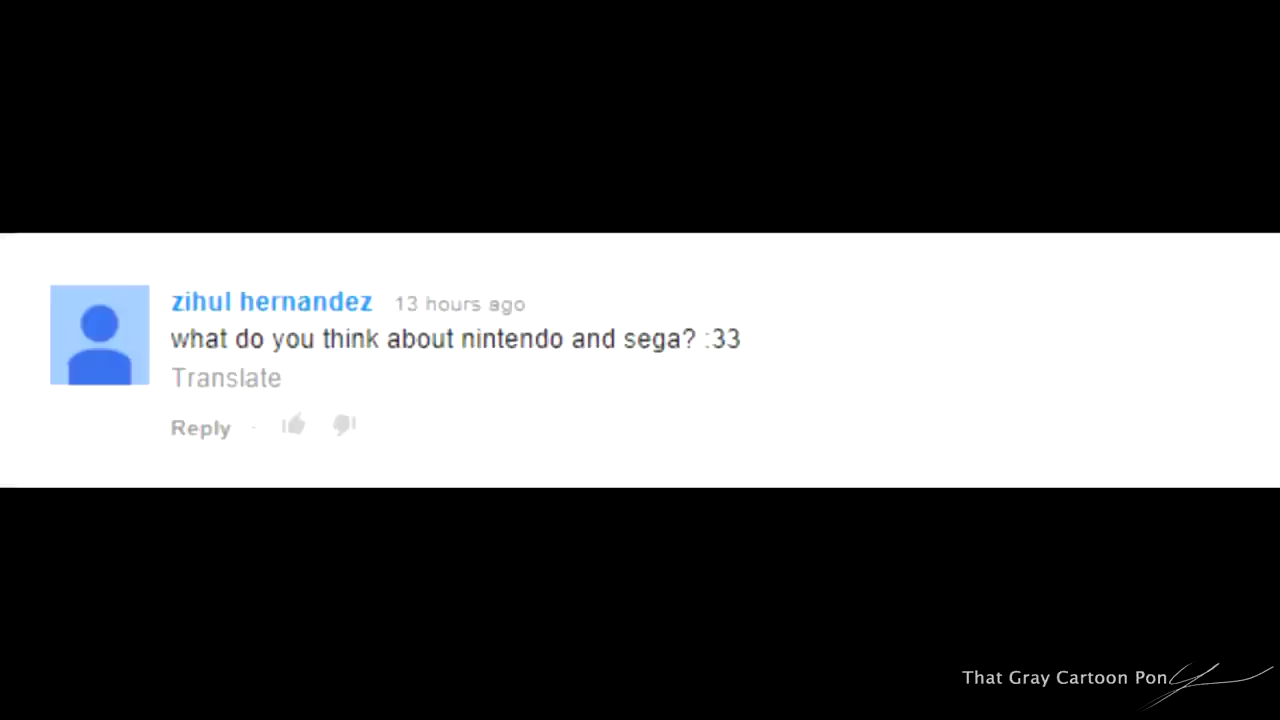 zihul hernandez 13 hours ago
what do you think about nintendo and sega? :33
Translate
Reply
That Gray Cartoon Pony